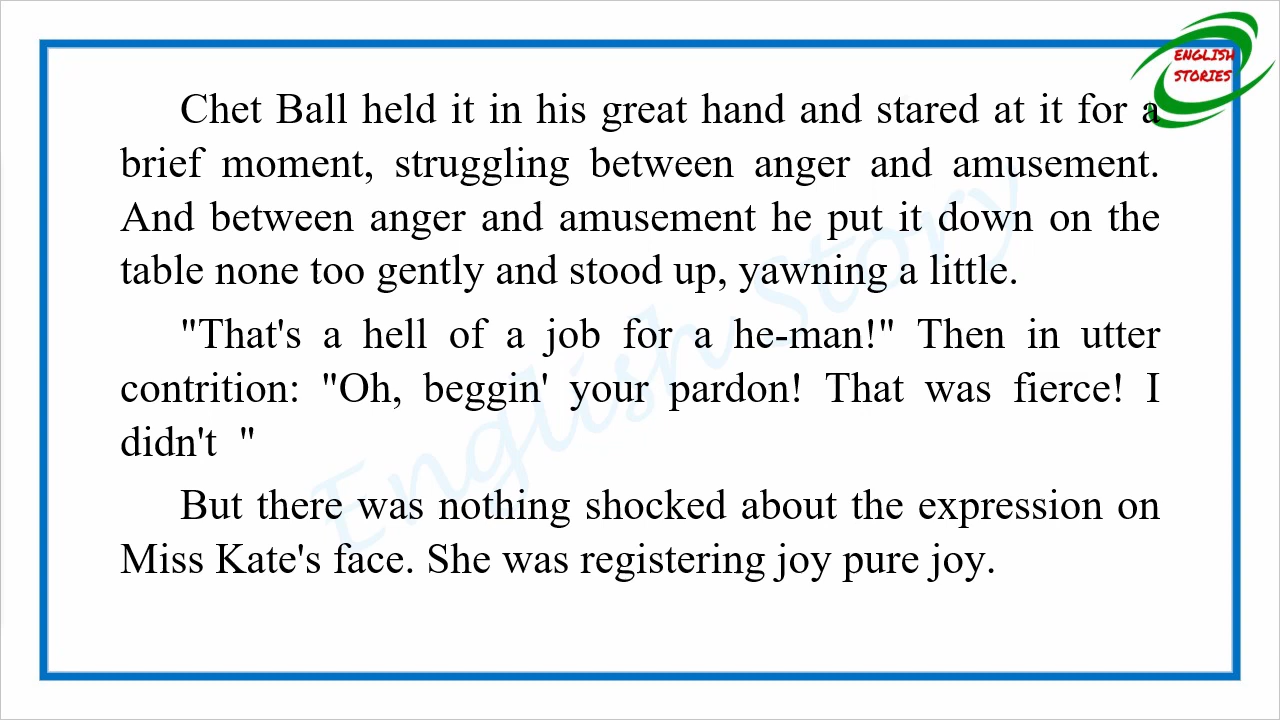 ENGLISH
STORIES
Chet Ball held it in his great hand and stared at it for a
brief moment, struggling between anger and amusement.
And between anger and amusement he put it down on the
table none too gently and stood up, yawning a little.
"That's a hell of a job for a he-man!" Then in utter
contrition: "Oh, beggin' your pardon! That was fierce! I
didn't  "
But there was nothing shocked about the expression on
Miss Kate's face. She was registering joy pure joy.
English Story